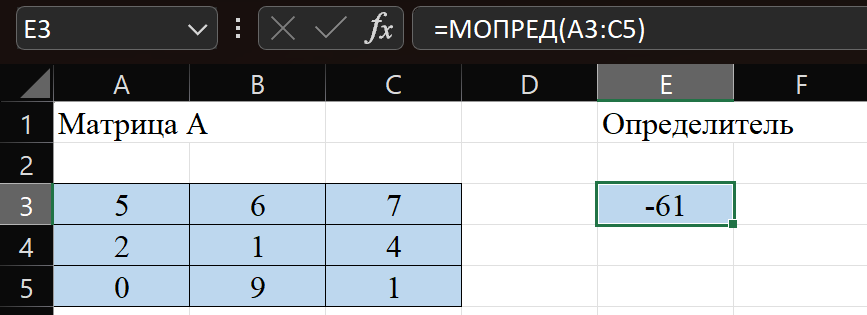 E3 fx =МОПРЕД(A3:C5)
A B C D E F
1 Матрица А Определитель
2
3 5 6 7 -61
4 2 1 4
5 0 9 1